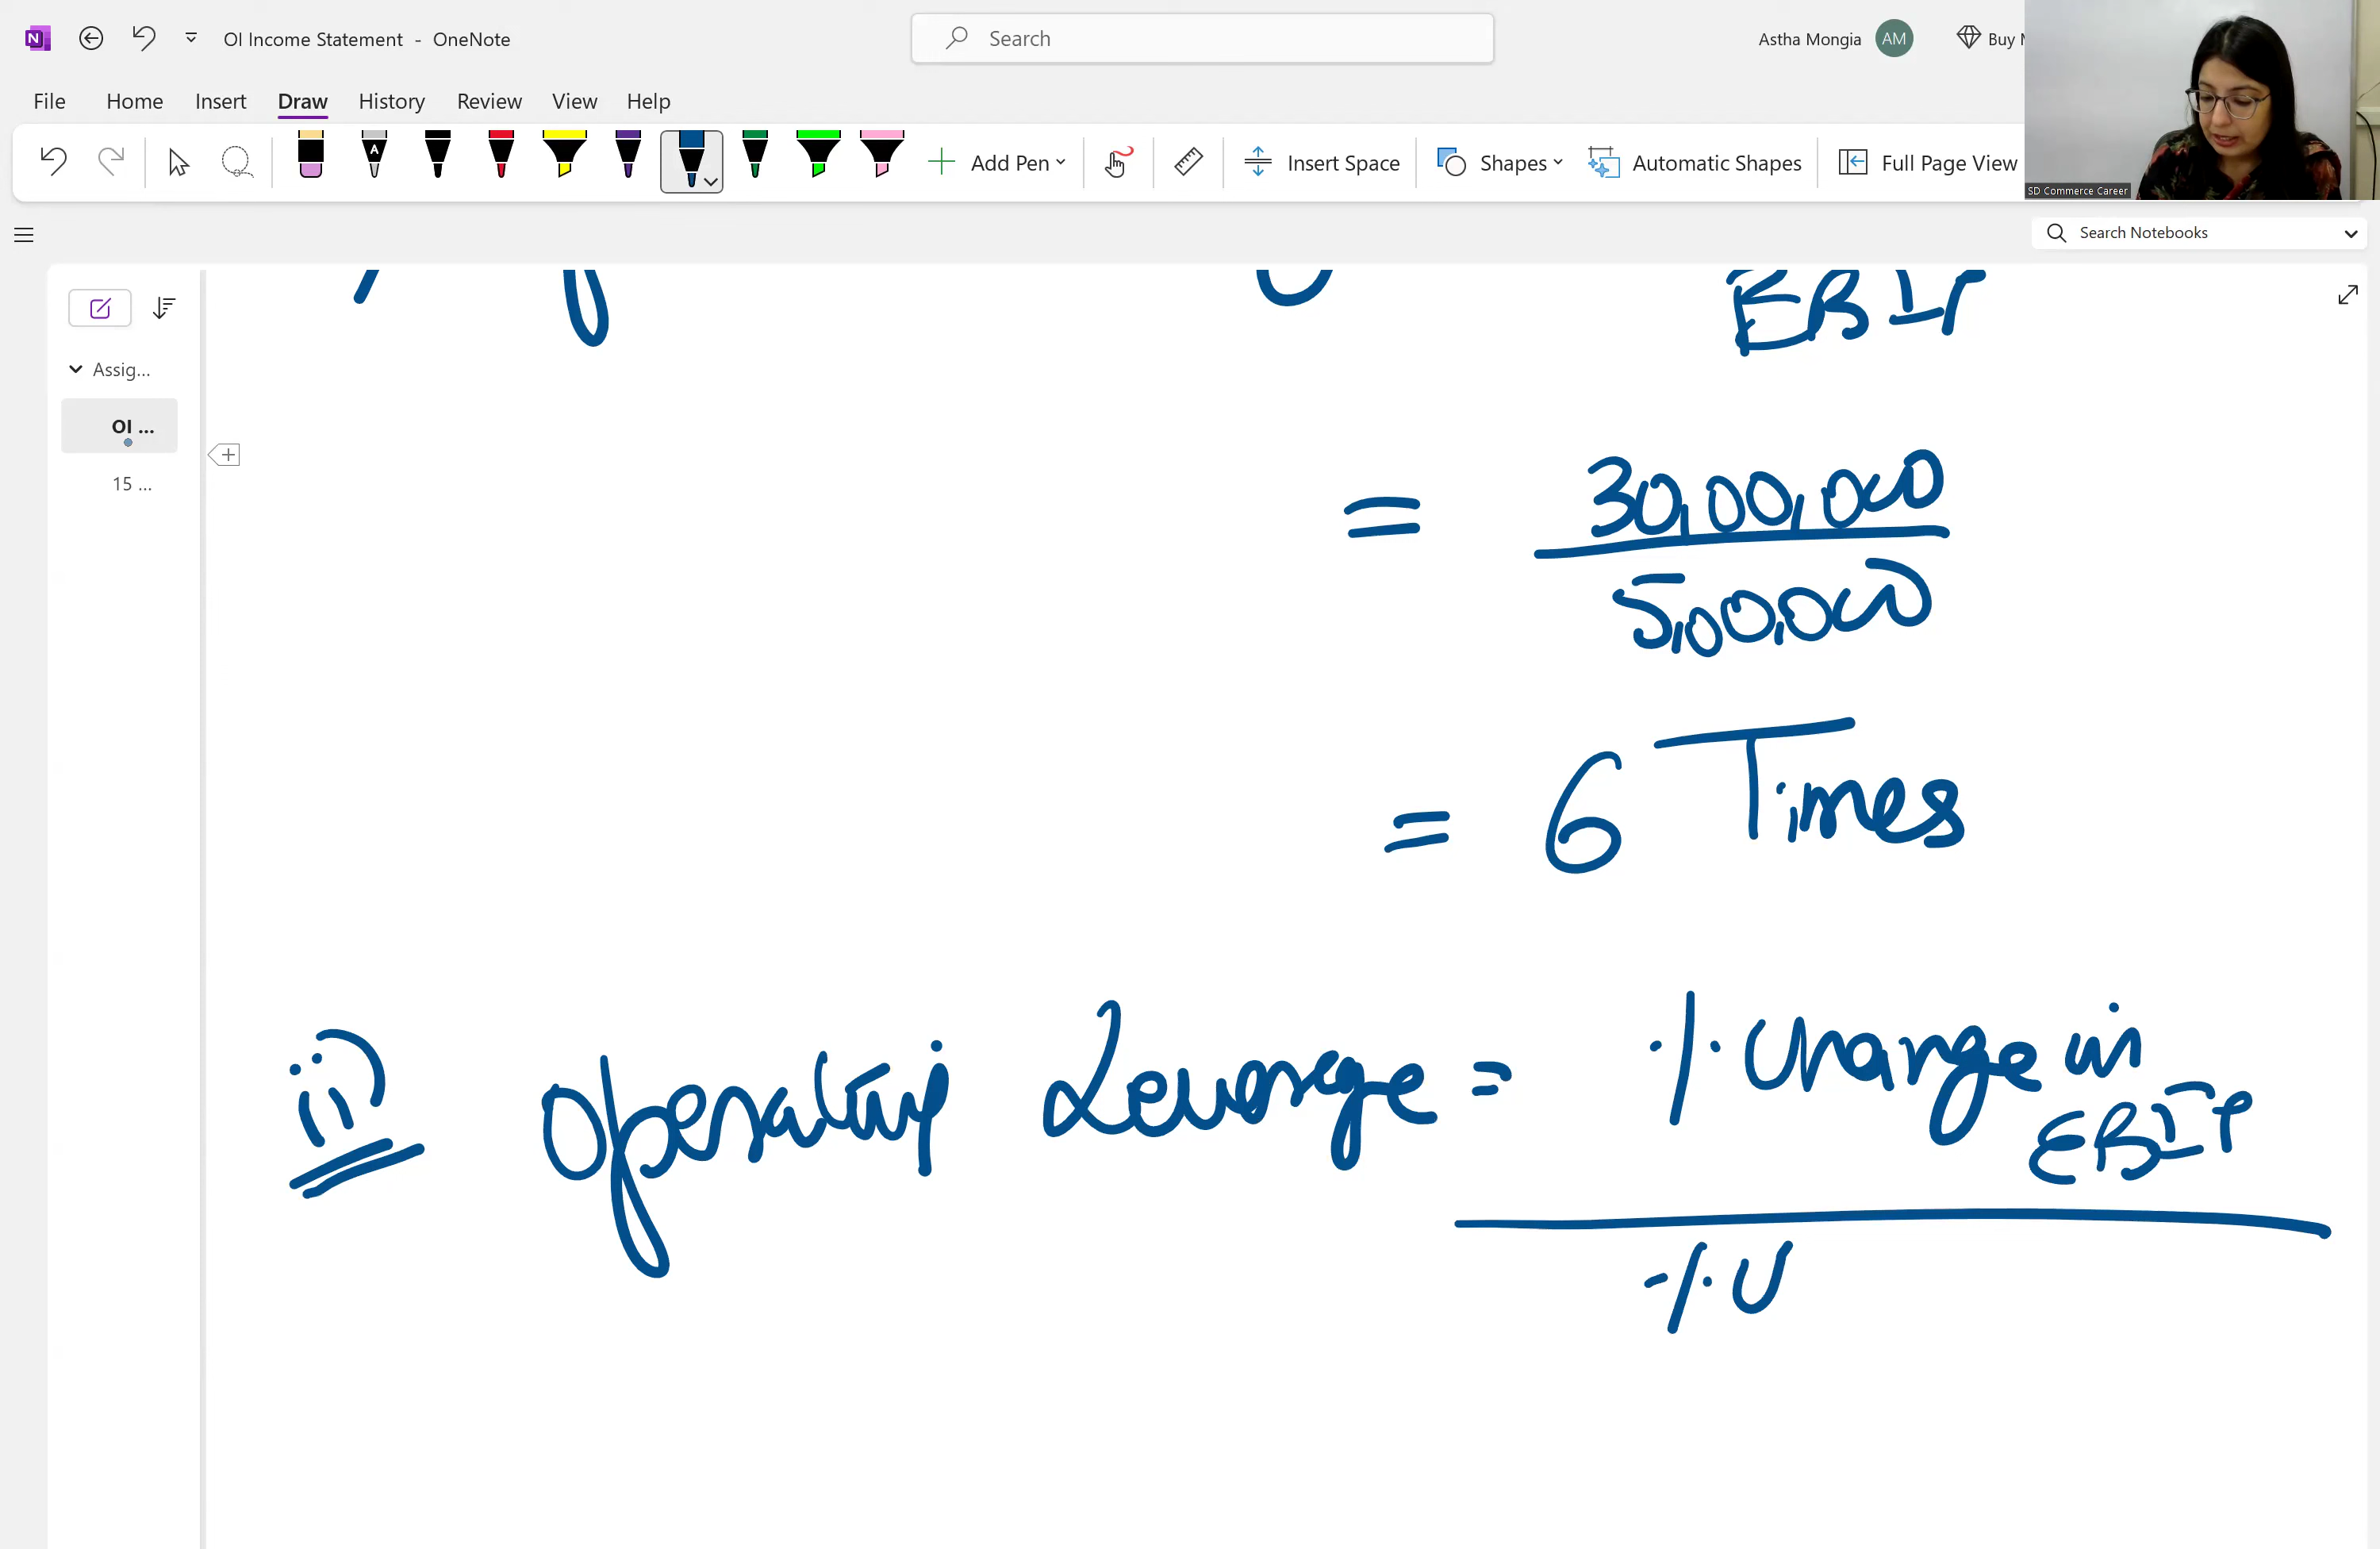 OI Income Statement - OneNote
Search
Astha Mongia AM Buy
File Home Insert Draw History Review View Help
Add Pen Insert Space Shapes Automatic Shapes Full Page View
SD Commerce Career
Search Notebooks
Assig...
OI ...
15 ...
EBIT
= 30,00,000
5,00,000
= 6 Times
ii) Operating Leverage = % Change in
EBIT
%